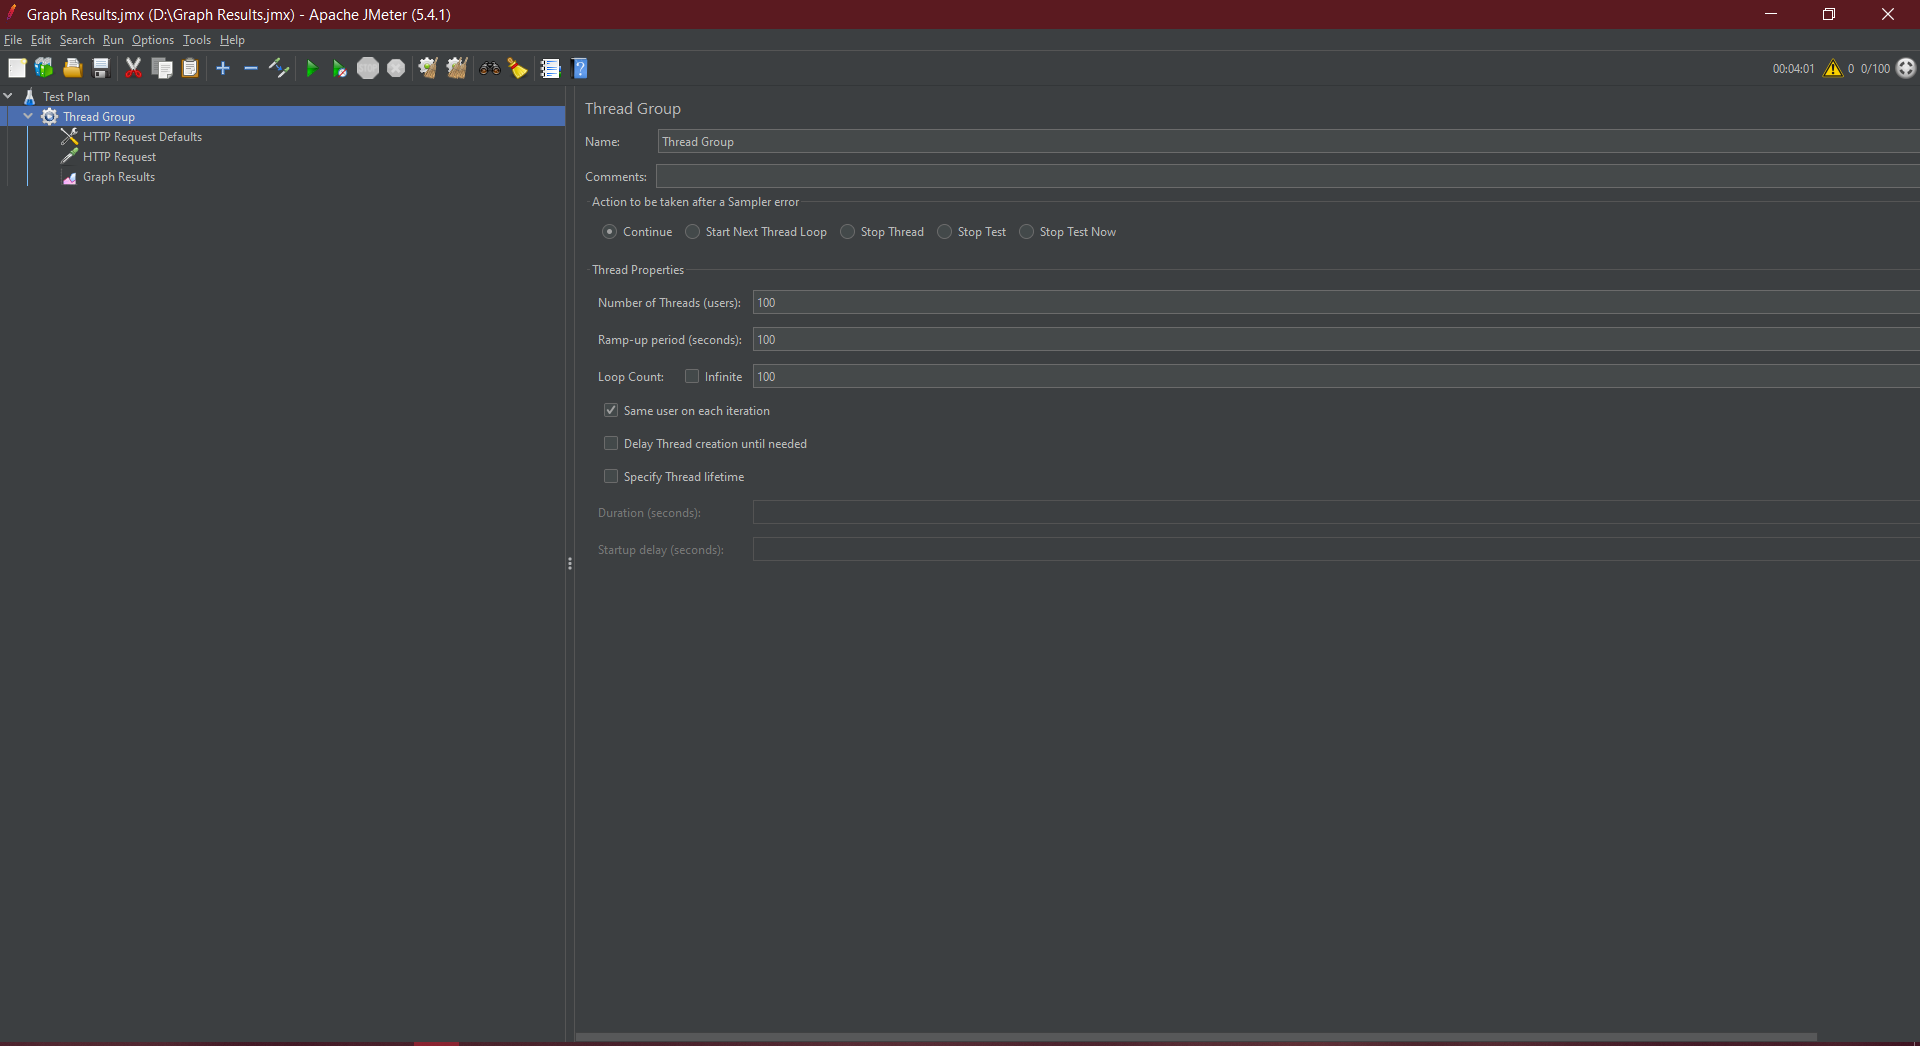 Graph Results.jmx (D:\Graph Results.jmx) - Apache JMeter (5.4.1)
File Edit Search Run Options Tools Help
00:04:01 0 0/100
Test Plan
Thread Group
HTTP Request Defaults
HTTP Request
Graph Results
Thread Group
Name: Thread Group
Comments:
Action to be taken after a Sampler error
Continue Start Next Thread Loop Stop Thread Stop Test Stop Test Now
Thread Properties
Number of Threads (users): 100
Ramp-up period (seconds): 100
Loop Count: Infinite 100
Same user on each iteration
Delay Thread creation until needed
Specify Thread lifetime
Duration (seconds):
Startup delay (seconds):